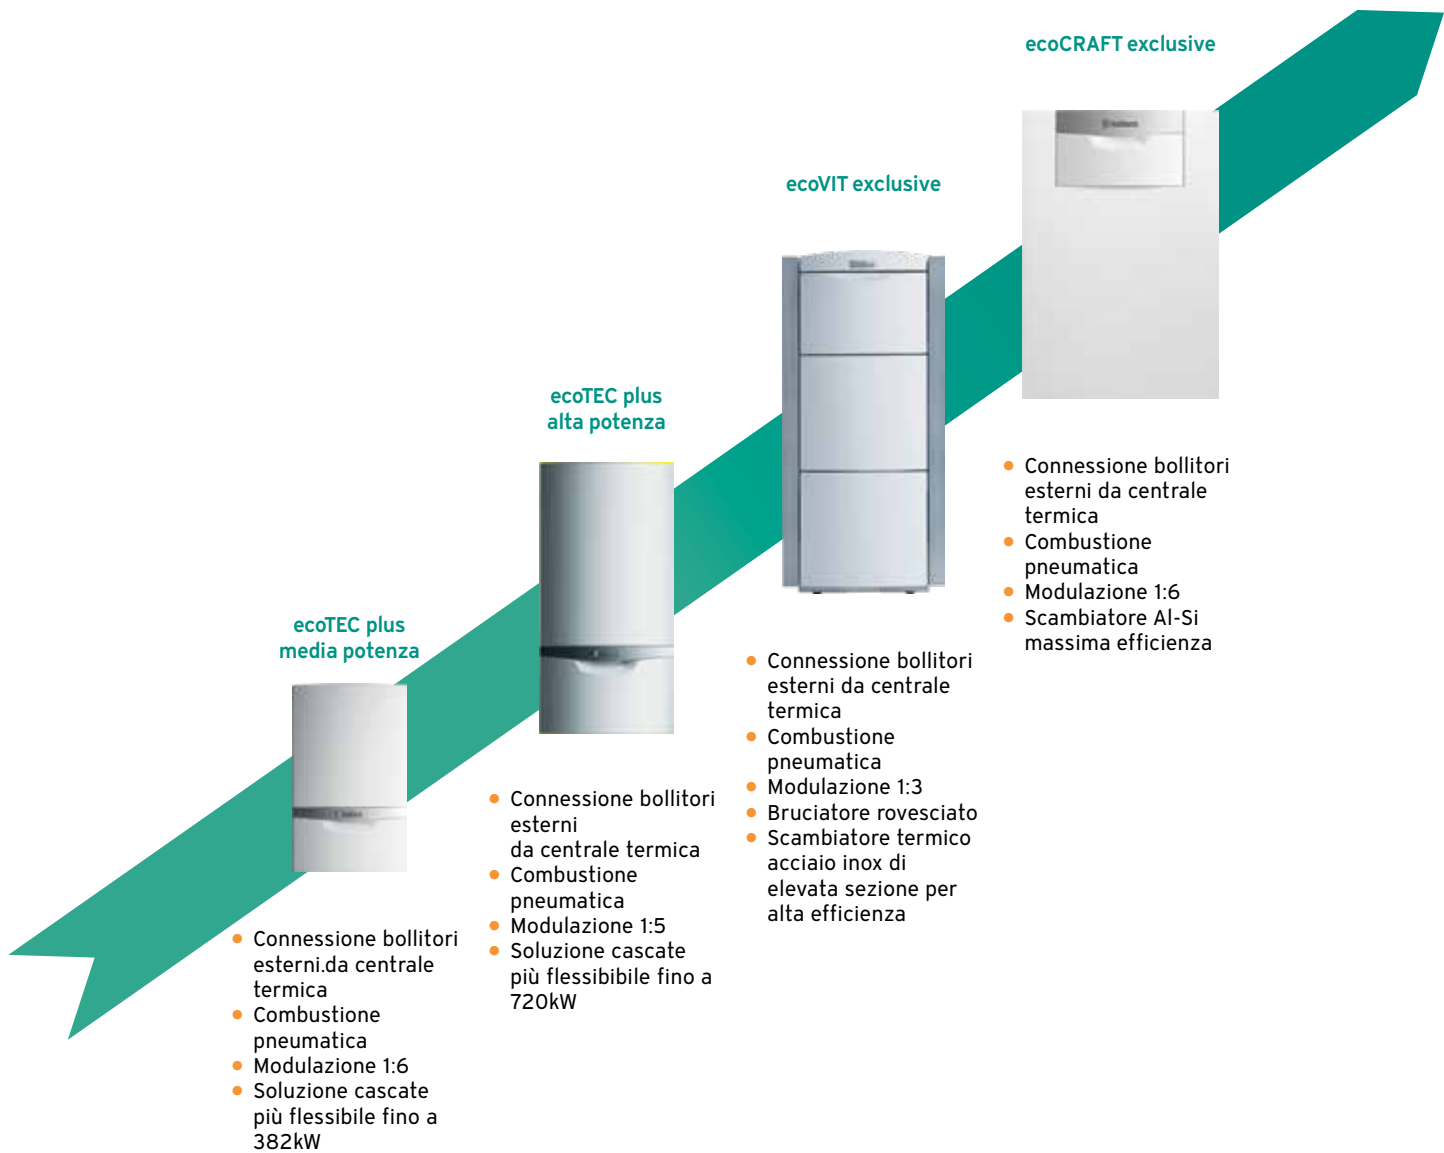 ecoCRAFT exclusive
ecoVIT exclusive
ecoTEC plus
alta potenza
ecoTEC plus
media potenza
• Connessione bollitori
esterni.da centrale
termica
• Combustione
pneumatica
• Modulazione 1:6
• Soluzione cascate
più flessibile fino a
382kW
• Connessione bollitori
esterni
da centrale termica
• Combustione
pneumatica
• Modulazione 1:5
• Soluzione cascate
più flessibibile fino a
720kW
• Connessione bollitori
esterni da centrale
termica
• Combustione
pneumatica
• Modulazione 1:3
• Bruciatore rovesciato
• Scambiatore termico
acciaio inox di
elevata sezione per
alta efficienza
• Connessione bollitori
esterni da centrale
termica
• Combustione
pneumatica
• Modulazione 1:6
• Scambiatore Al-Si
massima efficienza